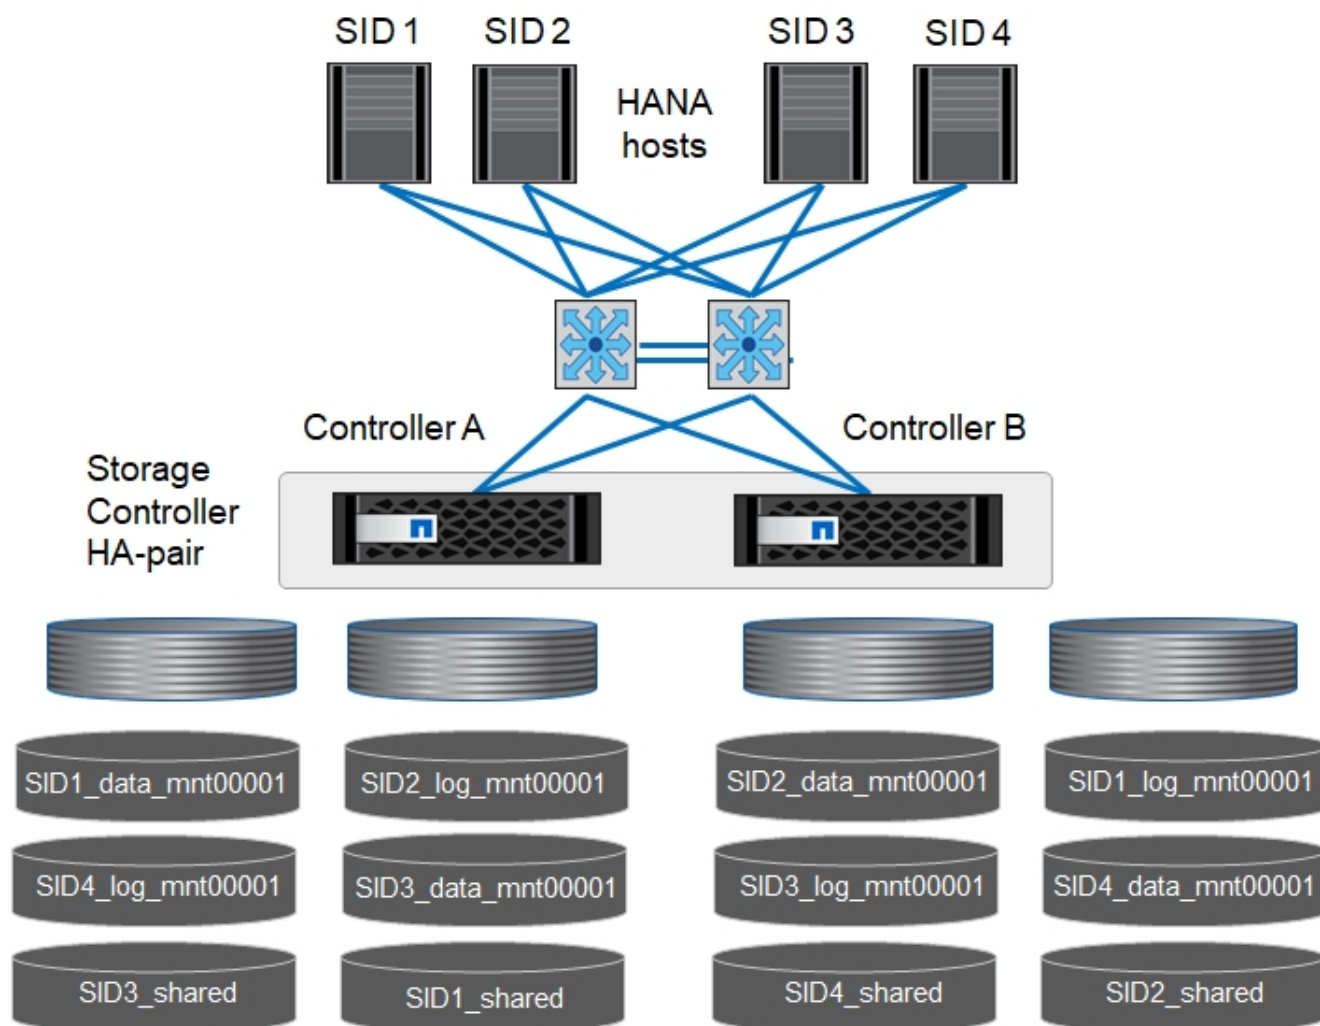 SID 1
SID 2
SID 3
SID 4
HANA
hosts
Controller A
Controller B
Storage
Controller
HA-pair
SID1_data_mnt00001
SID2_log_mnt00001
SID2_data_mnt00001
SID1_log_mnt00001
SID4_log_mnt00001
SID3_data_mnt00001
SID3_log_mnt00001
SID4_data_mnt00001
SID3_shared
SID1_shared
SID4_shared
SID2_shared